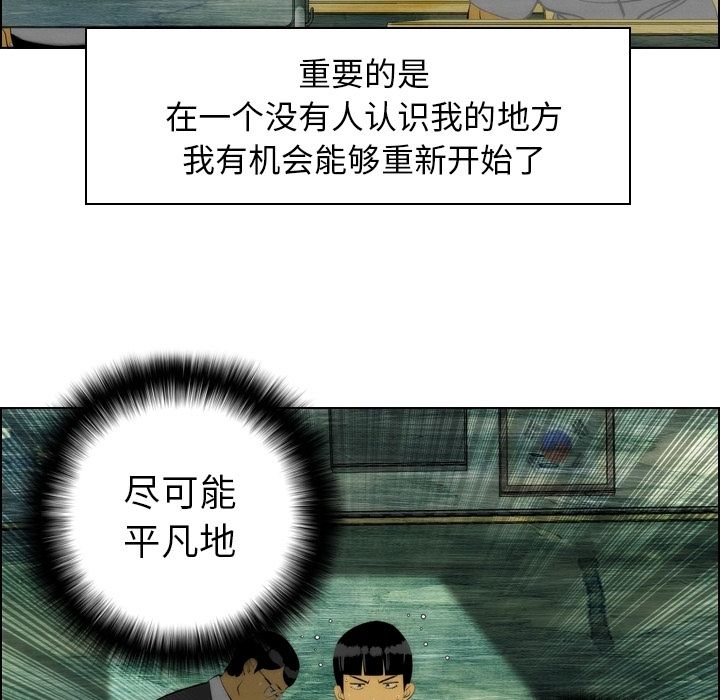 重要的是
在一个没有人认识我的地方
我有机会能够重新开始了
尽可能
平凡地